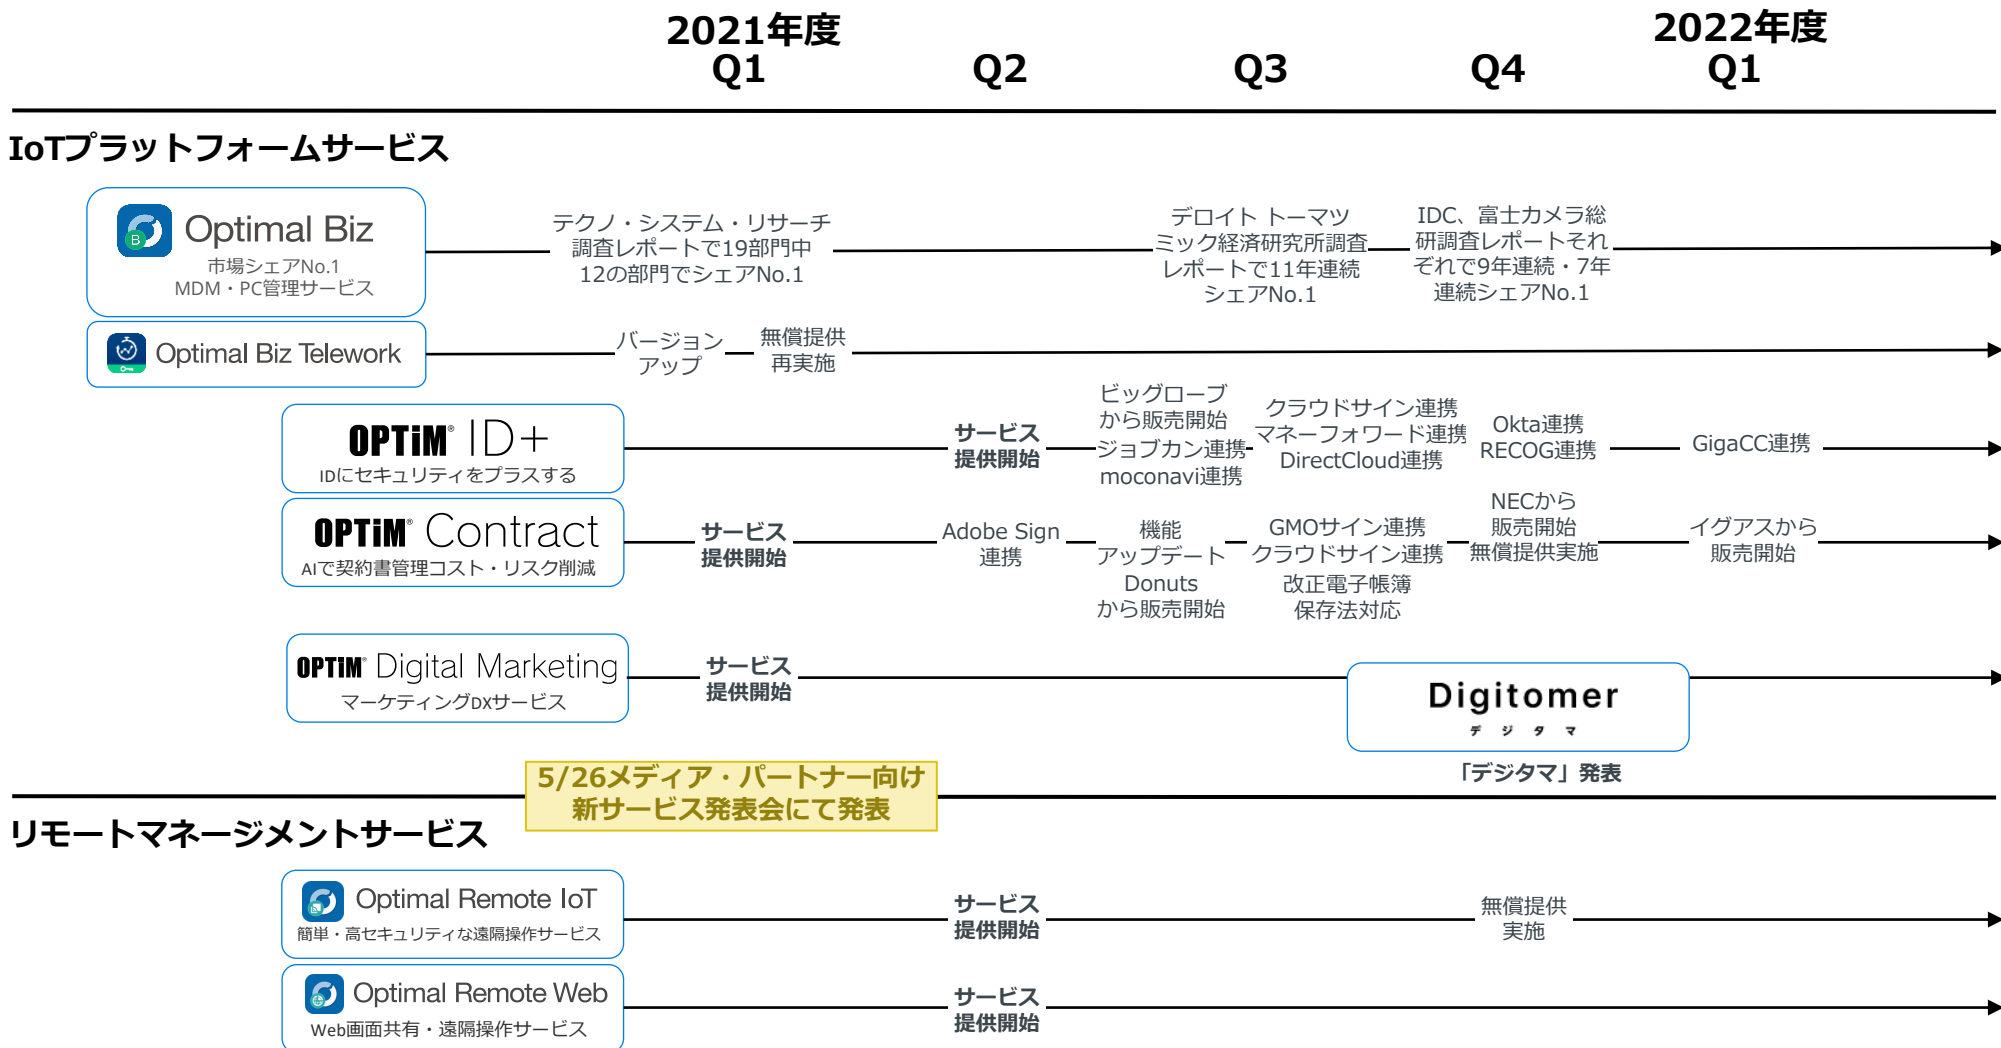 2021年度
Q1
Q2
Q3
Q4
2022年度
Q1
IoTプラットフォームサービス
Optimal Biz
市場シェアNo.1
MDM・PC管理サービス
テクノ・システム・リサーチ
調査レポートで19部門中
12の部門でシェアNo.1
デロイト トーマツ
ミック経済研究所調査
レポートで11年連続
シェアNo.1
IDC、富士カメラ総
研調査レポートそれ
ぞれで9年連続・7年
連続シェアNo.1
Optimal Biz Telework
バージョン
アップ
無償提供
再実施
OPTiM® ID+
IDにセキュリティをプラスする
サービス
提供開始
ビッグローブ
から販売開始
ジョブカン連携
moconavi連携
クラウドサイン連携
マネーフォワード連携
DirectCloud連携
Okta連携
RECOG連携
GigaCC連携
OPTiM® Contract
AIで契約書管理コスト・リスク削減
サービス
提供開始
Adobe Sign
連携
機能
アップデート
Donuts
から販売開始
GMOサイン連携
クラウドサイン連携
改正電子帳簿
保存法対応
NECから
販売開始
無償提供実施
イグアスから
販売開始
OPTiM® Digital Marketing
マーケティングDXサービス
サービス
提供開始
Digitomer
デジタマ
「デジタマ」発表
5/26メディア・パートナー向け
新サービス発表会にて発表
リモートマネージメントサービス
Optimal Remote IoT
簡単・高セキュリティな遠隔操作サービス
サービス
提供開始
無償提供
実施
Optimal Remote Web
Web画面共有・遠隔操作サービス
サービス
提供開始